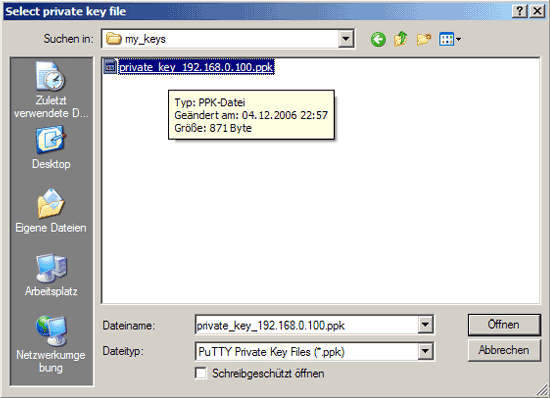 Select private key file
Suchen in:
my_keys
private_key_192.168.0.100.ppk
Typ: PPK-Datei
Geändert am: 04.12.2006 22:57
Größe: 871 Byte
Zuletzt
verwendete D...
Desktop
Eigene Dateien
Arbeitsplatz
Netzwerkumge
bung
Dateiname:
private_key_192.168.0.100.ppk
Öffnen
Dateityp:
PuTTY Private Key Files (*.ppk)
Abbrechen
Schreibgeschützt öffnen